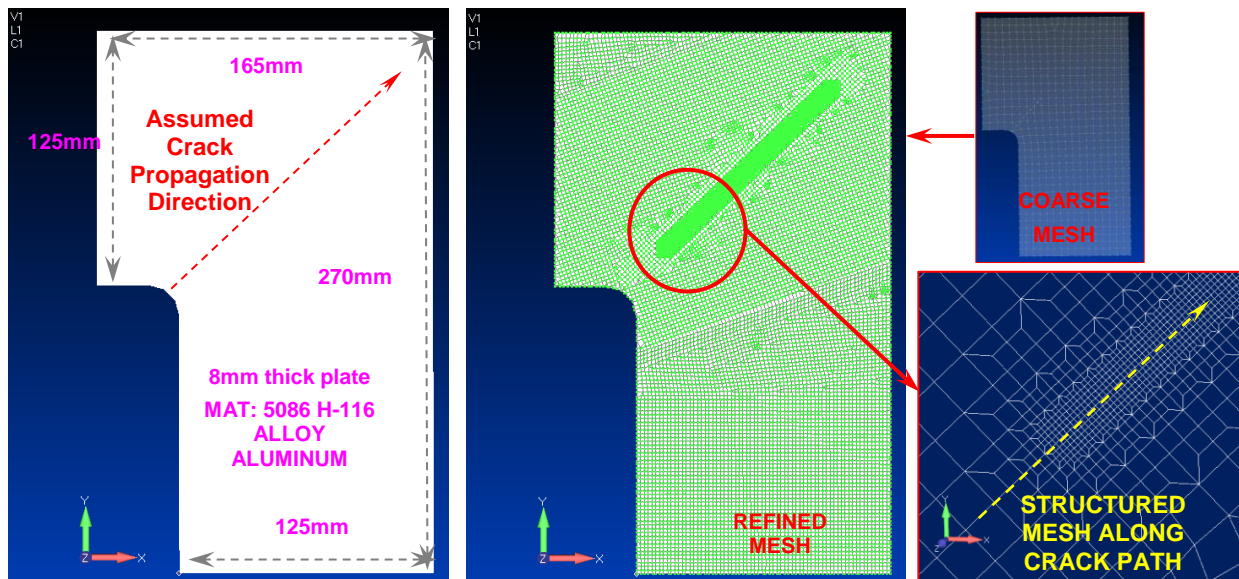 V1
L1
C1
165mm
125mm
Assumed
Crack
Propagation
Direction
270mm
8mm thick plate
MAT: 5086 H-116
ALLOY
ALUMINUM
125mm
Y
Z
X
V1
L1
C1
REFINED
MESH
Y
Z
X
COARSE
MESH
STRUCTURED
MESH ALONG
CRACK PATH
Y
Z
X